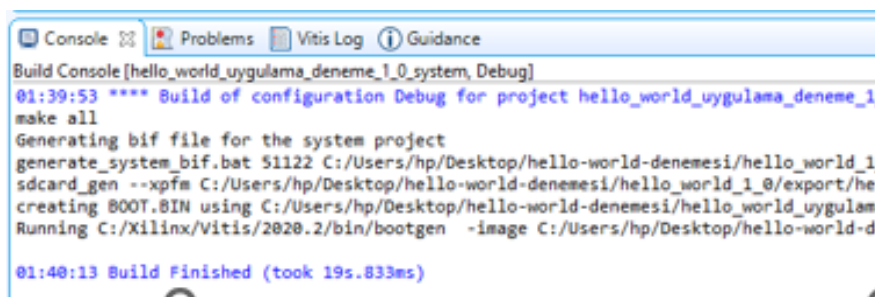 Console Problems Vitis Log Guidance
Build Console [hello_world_uygulama_deneme_1_0_system, Debug]
01:39:53 **** Build of configuration Debug for project hello_world_uygulama_deneme_1
make all
Generating bif file for the system project
generate_system_bif.bat 51122 C:/Users/hp/Desktop/hello-world-denemesi/hello_world_1
sdcard_gen --xpfm C:/Users/hp/Desktop/hello-world-denemesi/hello_world_1_0/export/he
creating BOOT.BIN using C:/Users/hp/Desktop/hello-world-denemesi/hello_world_uygulam
Running C:/Xilinx/Vitis/2020.2/bin/bootgen -image C:/Users/hp/Desktop/hello-world-d
01:40:13 Build Finished (took 19s.833ms)